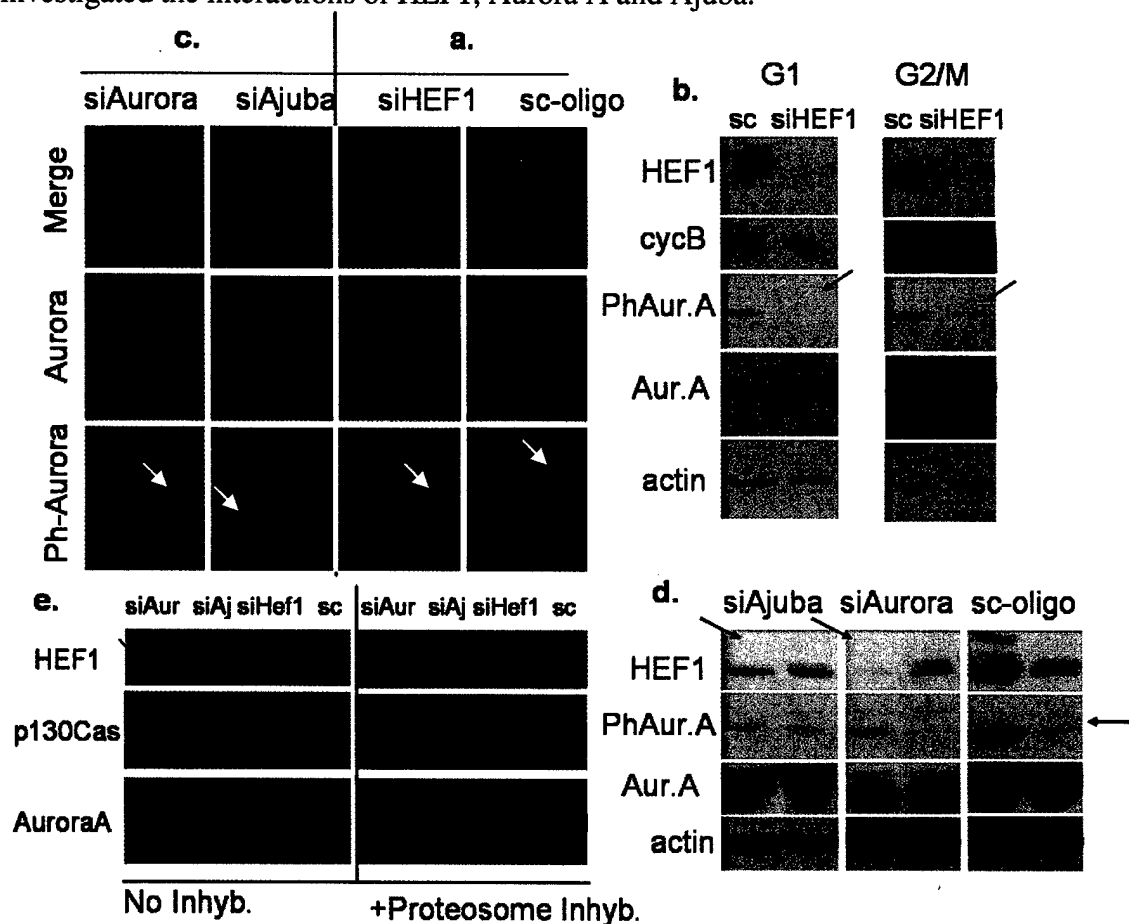 investigated the interactions of HEF1, Aurora A and Ajuba.
c. a.
siAurora siAjuba siHEF1 sc-oligo
Merge
Aurora
Ph-Aurora
b.
G1 G2/M
sc siHEF1 sc siHEF1
HEF1
cycB
PhAur.A
Aur.A
actin
e.
siAur siAj siHef1 sc siAur siAj siHef1 sc
HEF1
p130Cas
AuroraA
No Inhyb. +Proteosome Inhyb.
d.
siAjuba siAurora sc-oligo
HEF1
PhAur.A
Aur.A
actin